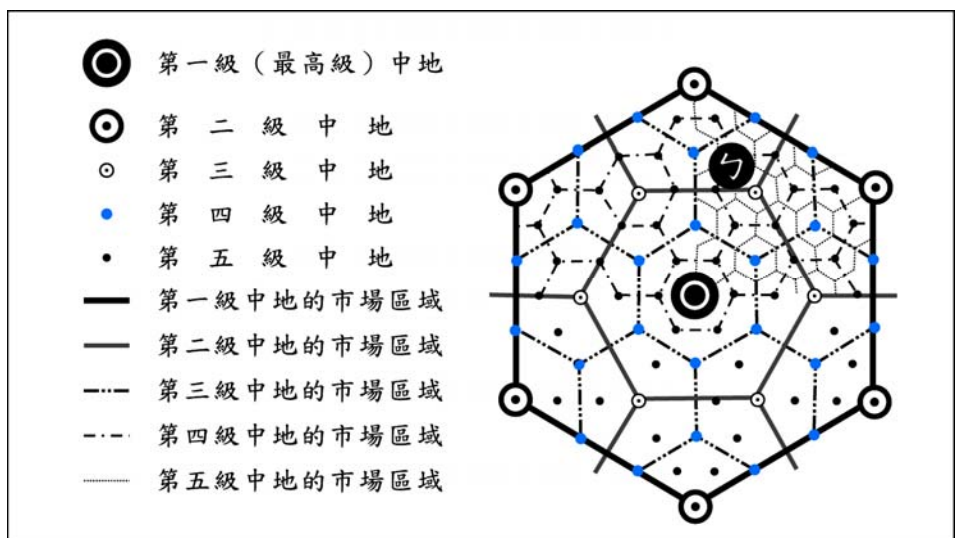 第一級（最高級）中地
第二級中地
第三級中地
第四級中地
第五級中地
第一級中地的市場區域
第二級中地的市場區域
第三級中地的市場區域
第四級中地的市場區域
第五級中地的市場區域
ㄅ